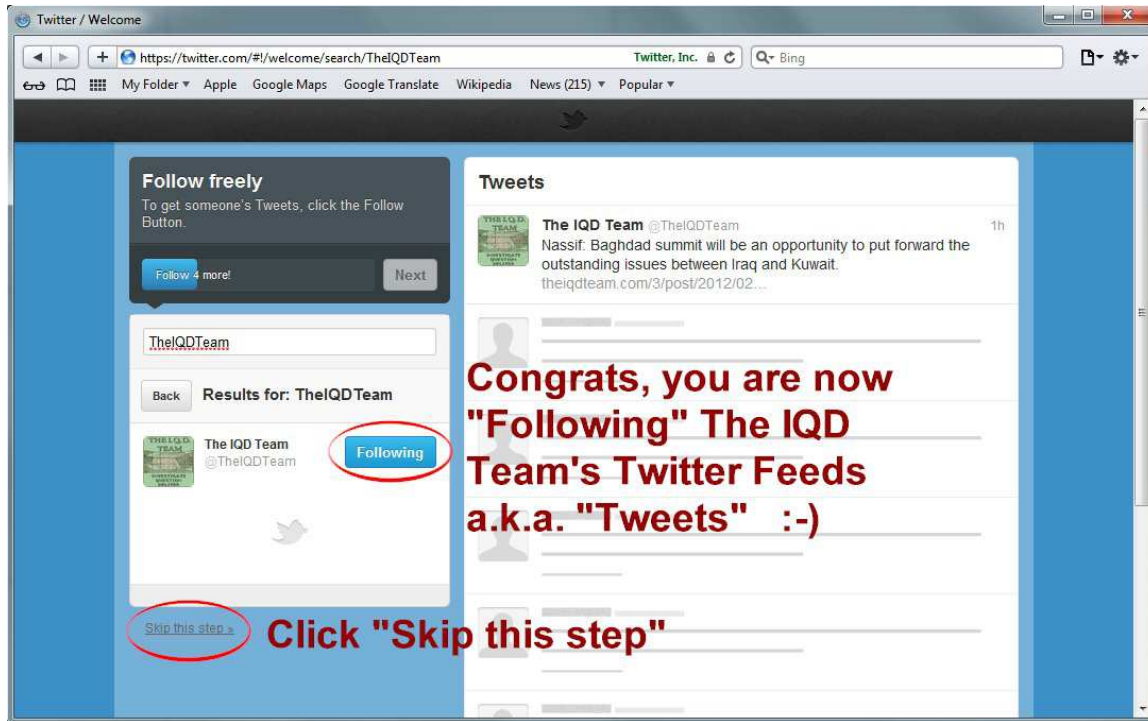 Twitter / Welcome
https://twitter.com/#!/welcome/search/TheIQDTeam
Twitter, Inc.
Bing
My Folder
Apple
Google Maps
Google Translate
Wikipedia
News (215)
Popular
Follow freely
To get someone's Tweets, click the Follow
Button.
Follow 4 more!
Next
TheIQDTeam
Back
Results for: TheIQDTeam
THE I.Q.D.
TEAM
The IQD Team
@TheIQDTeam
Following
Skip this step »
Click "Skip this step"
Tweets
THE I.Q.D.
TEAM
The IQD Team @TheIQDTeam
1h
Nassif: Baghdad summit will be an opportunity to put forward the
outstanding issues between Iraq and Kuwait.
theiqdteam.com/3/post/2012/02...
Congrats, you are now
"Following" The IQD
Team's Twitter Feeds
a.k.a. "Tweets" :-)